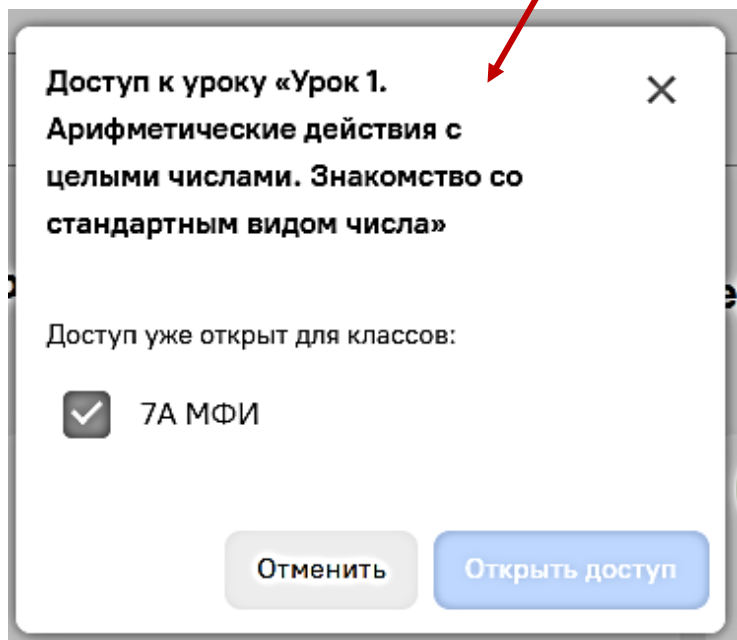 Доступ к уроку «Урок 1.
Арифметические действия с
целыми числами. Знакомство со
стандартным видом числа»
Доступ уже открыт для классов:
7А МФИ
Отменить
Открыть доступ